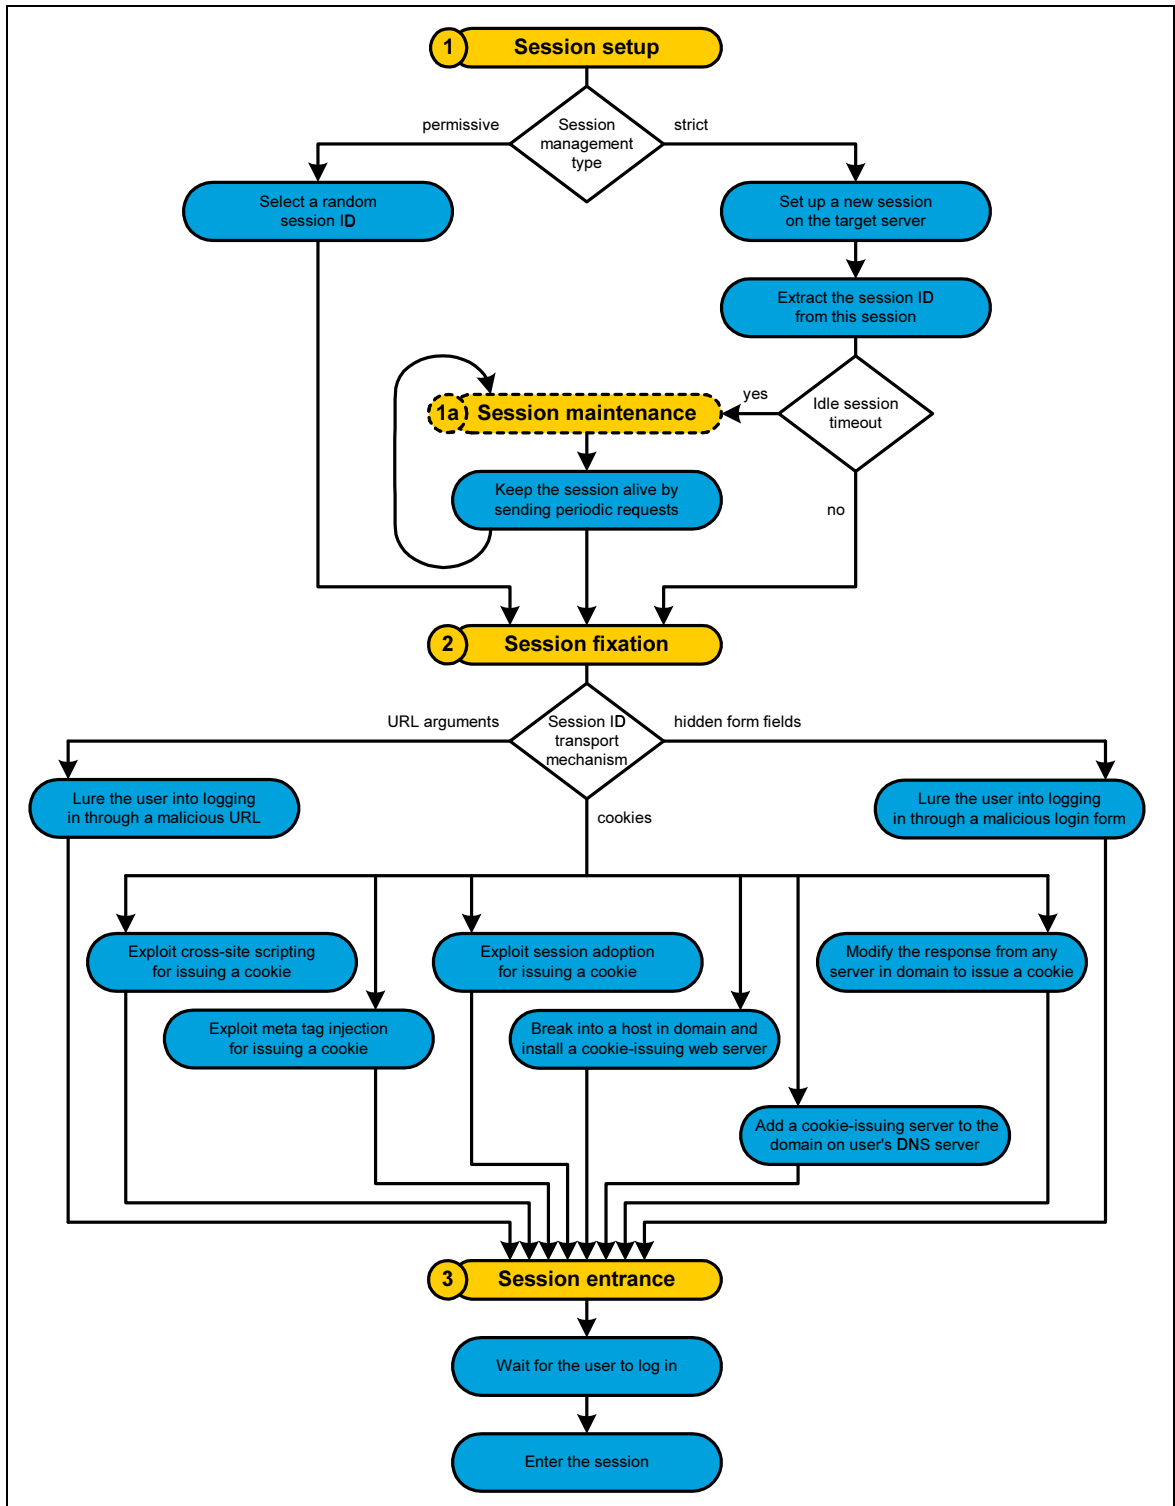 1 Session setup
permissive
Session
management
type
strict
Select a random
session ID
Set up a new session
on the target server
Extract the session ID
from this session
Idle session
timeout
yes
no
1a Session maintenance
Keep the session alive by
sending periodic requests
2 Session fixation
URL arguments
Session ID
transport
mechanism
hidden form fields
cookies
Lure the user into logging
in through a malicious URL
Lure the user into logging
in through a malicious login form
Exploit cross-site scripting
for issuing a cookie
Exploit session adoption
for issuing a cookie
Modify the response from any
server in domain to issue a cookie
Exploit meta tag injection
for issuing a cookie
Break into a host in domain and
install a cookie-issuing web server
Add a cookie-issuing server to the
domain on user's DNS server
3 Session entrance
Wait for the user to log in
Enter the session